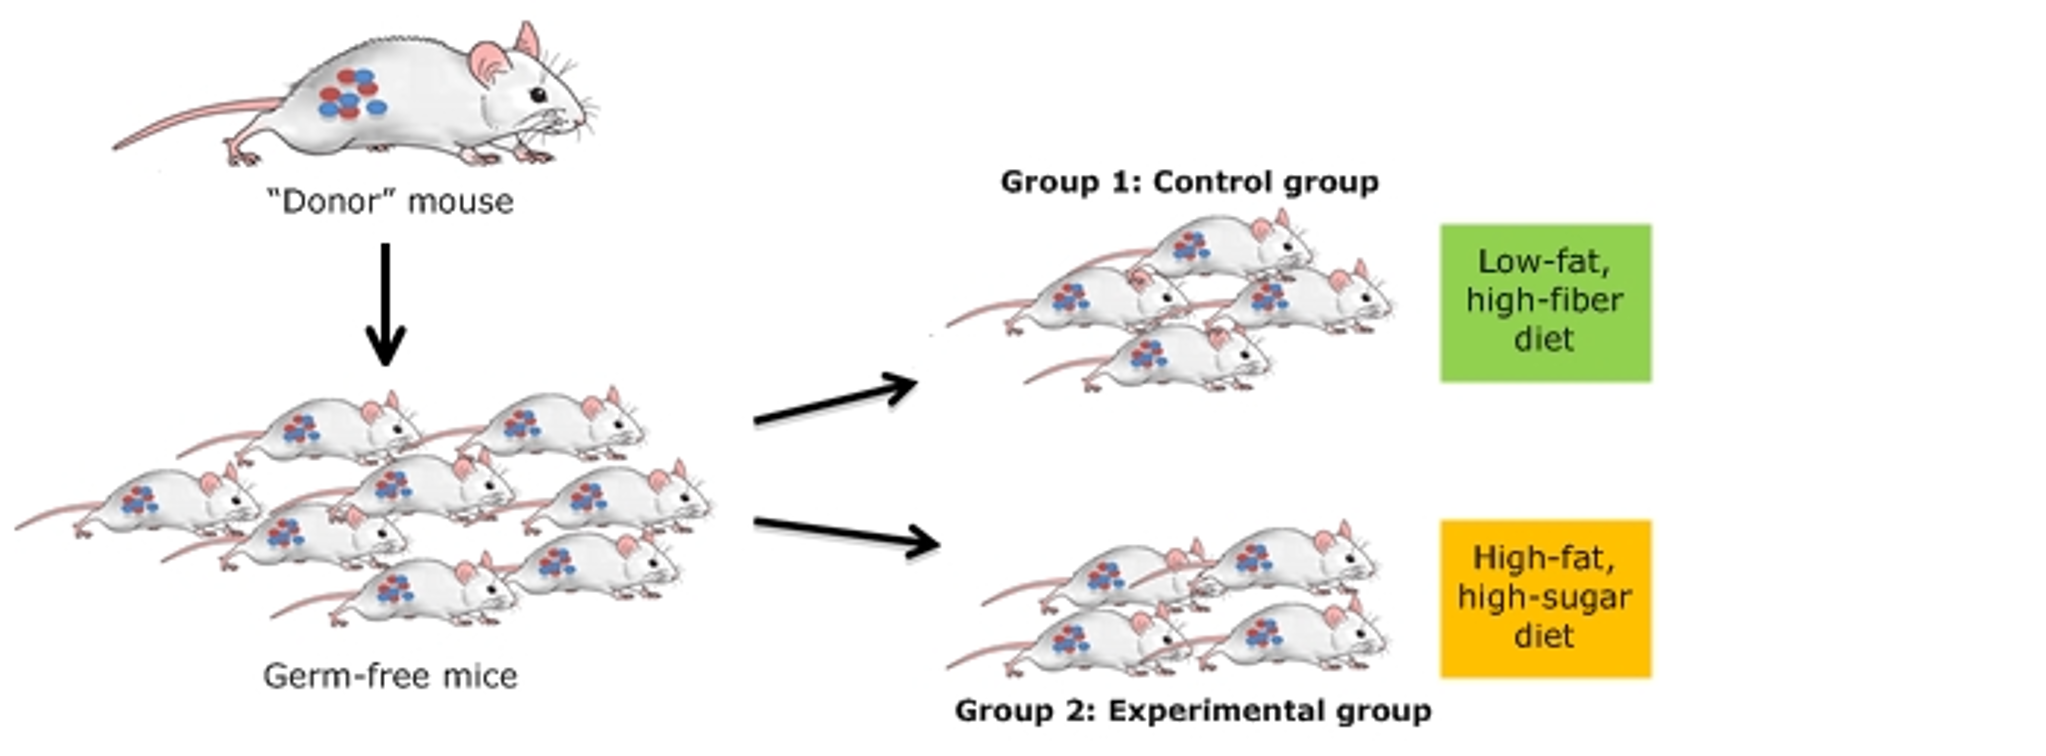 “Donor” mouse
Germ-free mice
Group 1: Control group
Low-fat,
high-fiber
diet
High-fat,
high-sugar
diet
Group 2: Experimental group